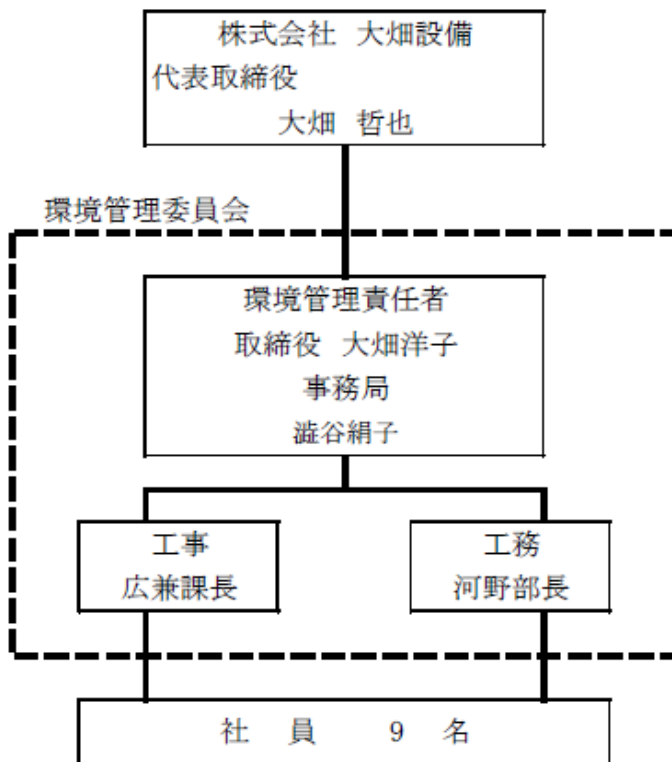 株式会社 大畑設備
代表取締役
大畑 哲也
環境管理委員会
環境管理責任者
取締役 大畑洋子
事務局
澁谷絹子
工事
広兼課長
工務
河野部長
社 員 9 名